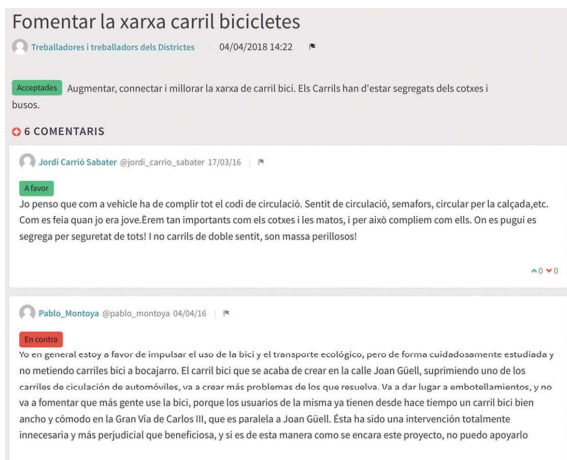 Fomentar la xarxa carril bicicletes
Treballadores i treballadors dels Districtes 04/04/2018 14:22
Acceptades Augmentar, connectar i millorar la xarxa de carril bici. Els Carrils han d'estar segregats dels cotxes i
busos.
6 COMENTARIS
Jordi Carrió Sabater @jordi_carrio_sabater 17/03/16
A favor
Jo penso que com a vehicle ha de complir tot el codi de circulació. Sentit de circulació, semafors, circular per la calçada,etc.
Com es feia quan jo era jove.Èrem tan importants com els cotxes i les matos, i per això compliem com ells. On es pugui es
segrega per seguretat de tots! I no carrils de doble sentit, son massa perillosos!
0 0
Pablo_Montoya @pablo_montoya 04/04/16
En contra
Yo en general estoy a favor de impulsar el uso de la bici y el transporte ecológico, pero de forma cuidadosamente estudiada y
no metiendo carriles bici a bocajarro. El carril bici que se acaba de crear en la calle Joan Güell, suprimiendo uno de los
carriles de ciculación de automóviles, va a crear más problemas de los que resuelva. Va a dar lugar a embotellamientos, y no
va a fomentar que más gente use la bici, porque los usuarios de la misma ya tienen desde hace tiempo un carril bici bien
ancho y cómodo en la Gran Vía de Carlos III, que es paralela a Joan Güell. Ésta ha sido una intervención totalmente
innecesaria y más perjudicial que beneficiosa, y si es de esta manera como se encara este proyecto, no puedo apoyarlo